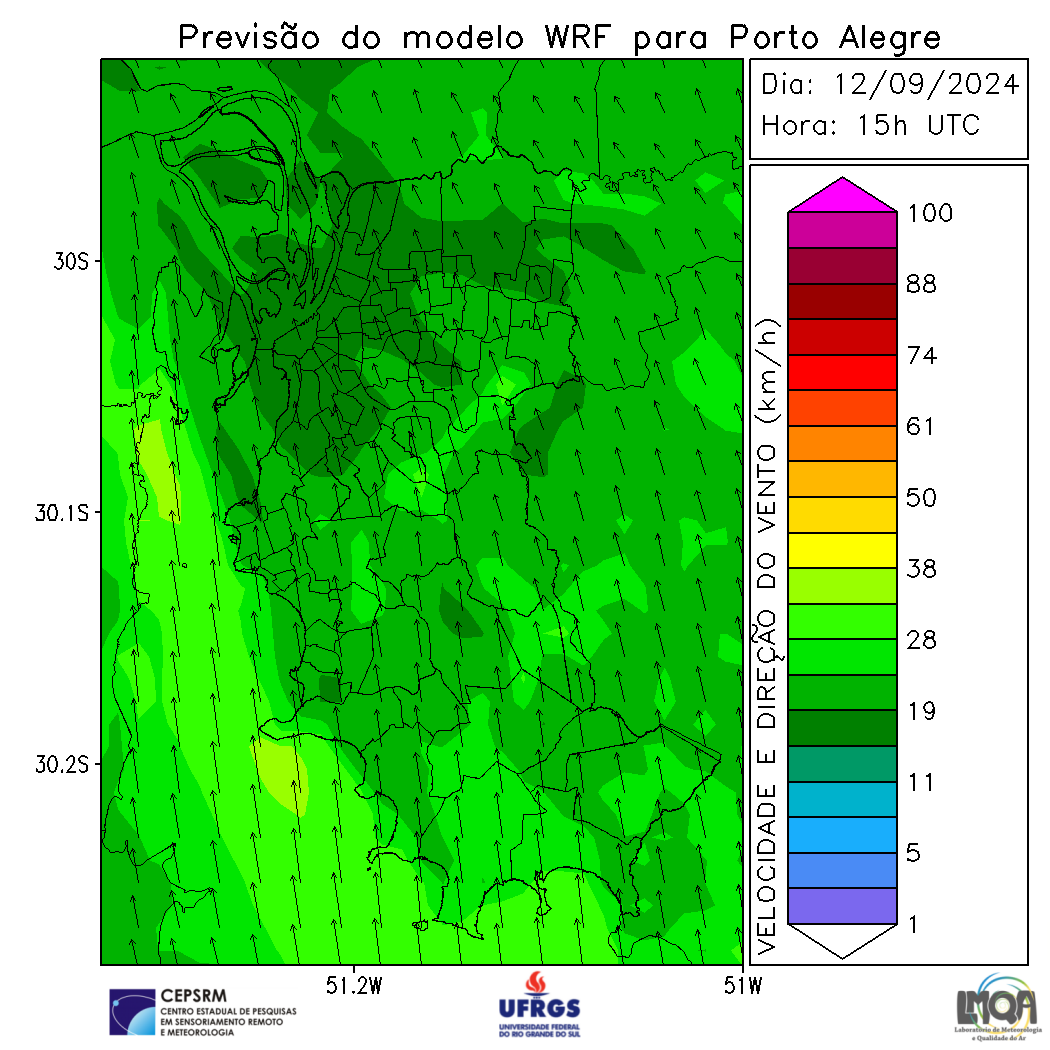 Previsão do modelo WRF para Porto Alegre
Dia: 12/09/2024
Hora: 15h UTC
30S
30.1S
30.2S
51.2W
51W
VELOCIDADE E DIREÇÃO DO VENTO (km/h)
100
88
74
61
50
38
28
19
11
5
1
CEPSRM
CENTRO ESTADUAL DE PESQUISAS
EM SENSORIAMENTO REMOTO
E METEOROLOGIA
UFRGS
UNIVERSIDADE FEDERAL
DO RIO GRANDE DO SUL
LMQA
Laboratório de Meteorologia
e Qualidade do Ar